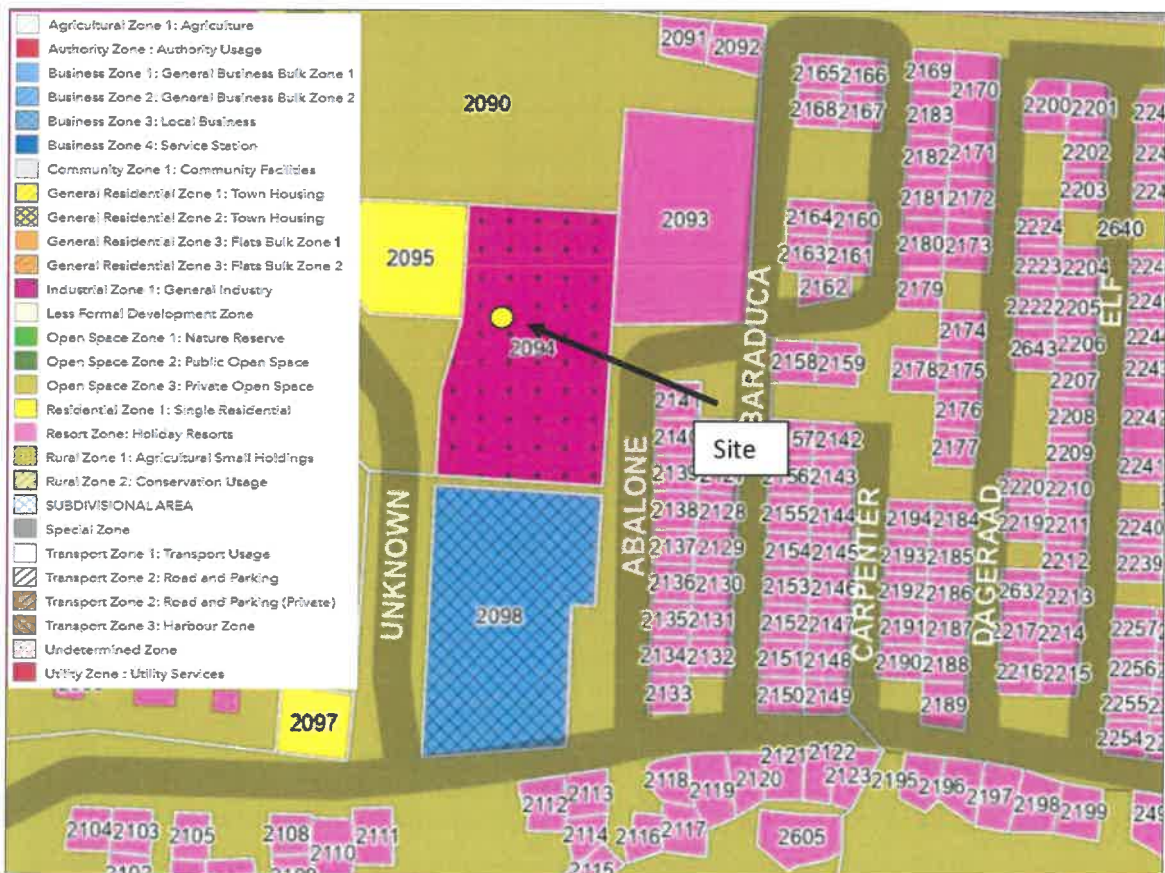 Agricultural Zone 1: Agriculture
Authority Zone : Authority Usage
Business Zone 1: General Business Bulk Zone 1
Business Zone 2: General Business Bulk Zone 2
Business Zone 3: Local Business
Business Zone 4: Service Station
Community Zone 1: Community Facilities
General Residential Zone 1: Town Housing
General Residential Zone 2: Town Housing
General Residential Zone 3: Flats Bulk Zone 1
General Residential Zone 3: Flats Bulk Zone 2
Industrial Zone 1: General Industry
Less Formal Development Zone
Open Space Zone 1: Nature Reserve
Open Space Zone 2: Public Open Space
Open Space Zone 3: Private Open Space
Residential Zone 1: Single Residential
Resort Zone: Holiday Resorts
Rural Zone 1: Agricultural Small Holdings
Rural Zone 2: Conservation Usage
SUBDIVISIONAL AREA
Special Zone
Transport Zone 1: Transport Usage
Transport Zone 2: Road and Parking
Transport Zone 2: Road and Parking (Private)
Transport Zone 3: Harbour Zone
Undetermined Zone
Utility Zone : Utility Services
2091 2092
2090
2165 2166
2168 2167
2169
2170
2183
2182 2171
2181 2172
2180 2173
2179
2200 2201
2202
2203
2640
2224
2223 2204
2222 2205
2643 2206
2207
2208
2209
2220 2210
2219 2211
2212
2632 2213
2217 2214
2216 2215
2093
2095
2094
2164 2160
2163 2161
2162
2158 2159
2174
2178 2175
2176
2177
Site
UNKNOWN
ABALONE
BARADUCA
CARPENTER
DAGERAAD
ELF
2142
2143
2138 2128
2137 2129
2136 2130
2135 2131
2134 2132
2133
2155 2144
2154 2145
2153 2146
2152 2147
2151 2148
2150 2149
2194 2184
2193 2185
2192 2186
2191 2187
2190 2188
2189
2241
2240
2239
2257
2256
2255
2254
2098
2097
2121 2122
2118 2119 2120 2123
2195 2196 2197 2198 2199
2112 2113
2114 2116 2117
2115
2605
2104 2103 2105
2108
2110
2111